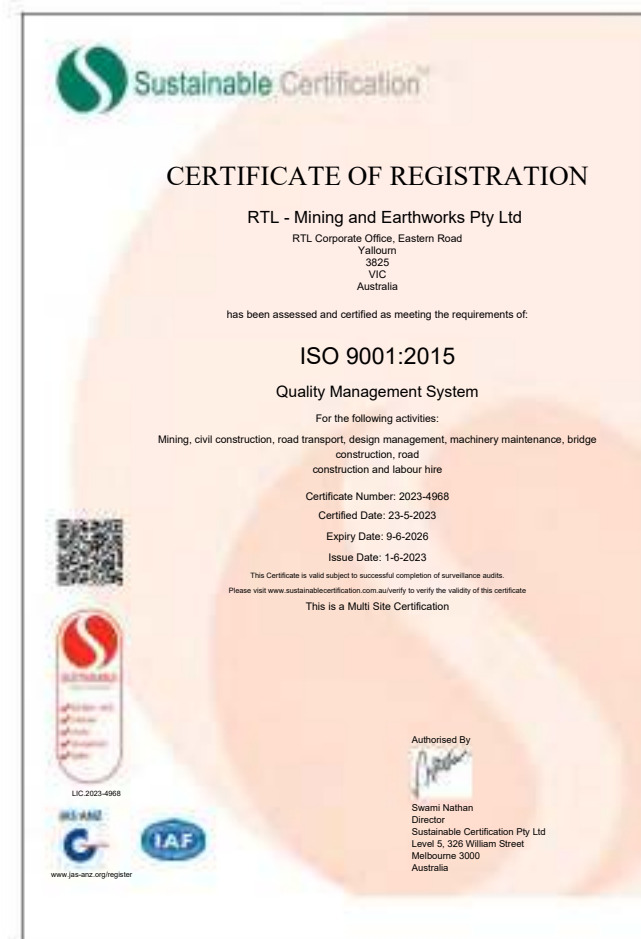 Sustainable Certification™
CERTIFICATE OF REGISTRATION
RTL - Mining and Earthworks Pty Ltd
RTL Corporate Office, Eastern Road
Yallourn
3825
VIC
Australia
has been assessed and certified as meeting the requirements of:
ISO 9001:2015
Quality Management System
For the following activities:
Mining, civil construction, road transport, design management, machinery maintenance, bridge
construction, road
construction and labour hire
Certificate Number: 2023-4968
Certified Date: 23-5-2023
Expiry Date: 9-6-2026
Issue Date: 1-6-2023
This Certificate is valid subject to successful completion of surveillance audits.
Please visit www.sustainablecertification.com.au/verify to verify the validity of this certificate
This is a Multi Site Certification
SUSTAINABLE
LIC.2023-4968
JAS-ANZ
IAF
www.jas-anz.org/register
Authorised By
Swami Nathan
Director
Sustainable Certification Pty Ltd
Level 5, 326 William Street
Melbourne 3000
Australia